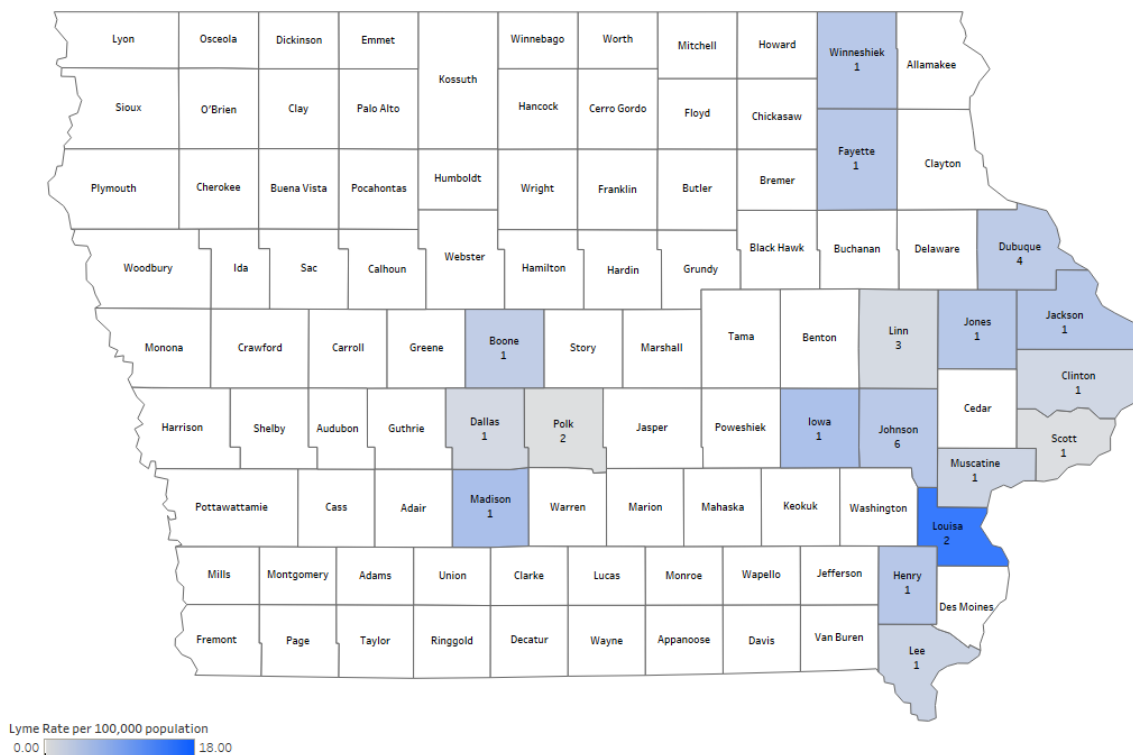 Lyon
Osceola
Dickinson
Emmet
Kossuth
Winnebago
Worth
Mitchell
Howard
Winneshiek
1
Allamakee
Sioux
O'Brien
Clay
Palo Alto
Hancock
Cerro Gordo
Floyd
Chickasaw
Fayette
1
Clayton
Plymouth
Cherokee
Buena Vista
Pocahontas
Humboldt
Wright
Franklin
Butler
Bremer
Woodbury
Ida
Sac
Calhoun
Webster
Hamilton
Hardin
Grundy
Black Hawk
Buchanan
Delaware
Dubuque
4
Monona
Crawford
Carroll
Greene
Boone
1
Story
Marshall
Tama
Benton
Linn
3
Jones
1
Jackson
1
Clinton
1
Harrison
Shelby
Audubon
Guthrie
Dallas
1
Polk
2
Jasper
Poweshiek
Iowa
1
Johnson
6
Cedar
Scott
1
Muscatine
1
Pottawattamie
Cass
Adair
Madison
1
Warren
Marion
Mahaska
Keokuk
Washington
Louisa
2
Mills
Montgomery
Adams
Union
Clarke
Lucas
Monroe
Wapello
Jefferson
Henry
1
Des Moines
Fremont
Page
Taylor
Ringgold
Decatur
Wayne
Appanoose
Davis
Van Buren
Lee
1
Lyme Rate per 100,000 population
0.00 18.00